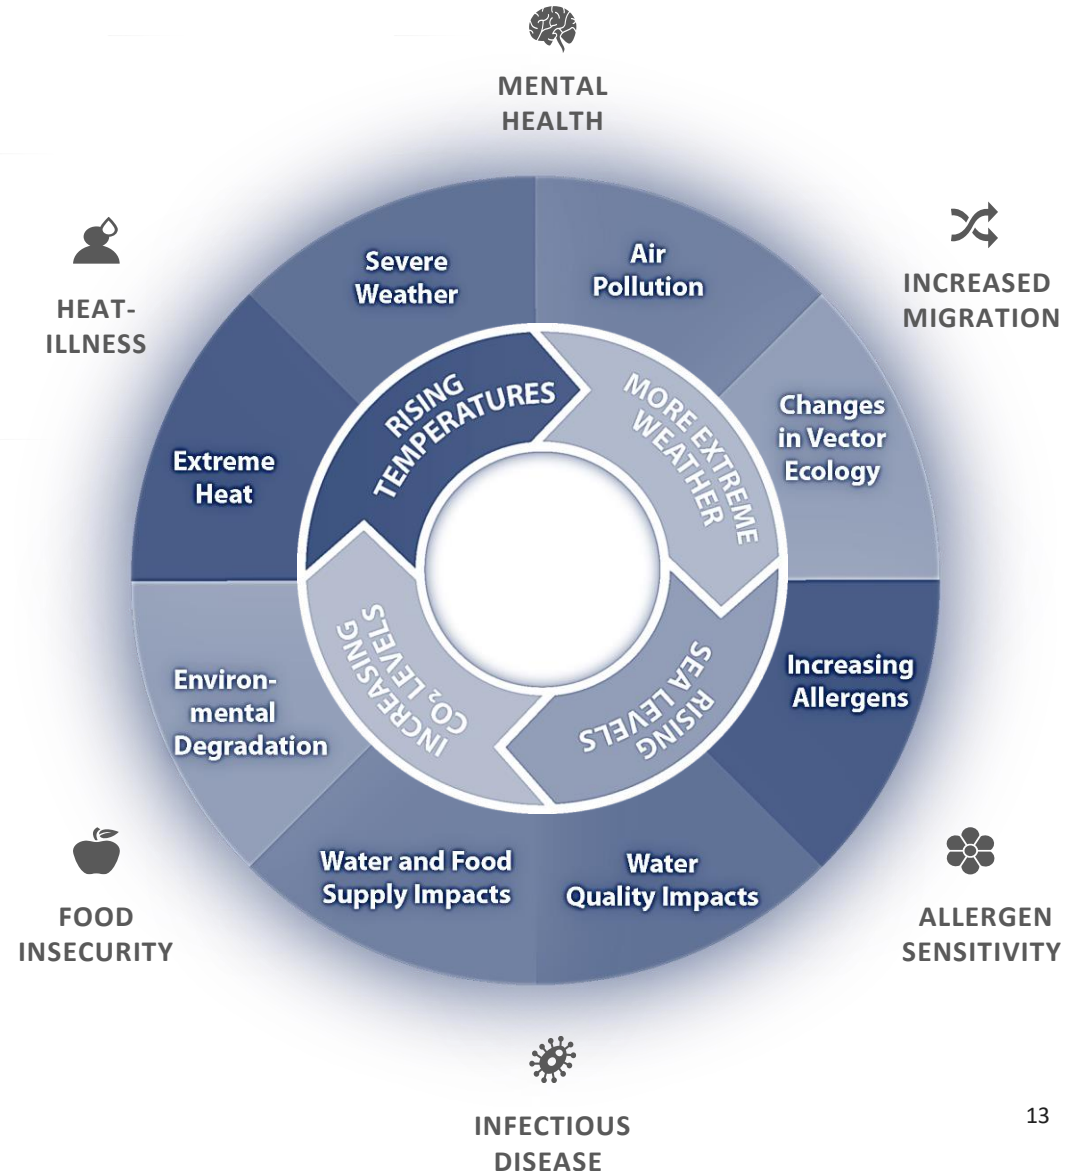 MENTAL
HEALTH
HEAT-
ILLNESS
INCREASED
MIGRATION
Severe
Weather
Air
Pollution
Changes
in Vector
Ecology
Extreme
Heat
RISING
TEMPERATURES
MORE EXTREME
WEATHER
RISING
SEA LEVELS
INCREASING
CO₂ LEVELS
Increasing
Allergens
Environ-
mental
Degradation
Water and Food
Supply Impacts
Water
Quality Impacts
FOOD
INSECURITY
ALLERGEN
SENSITIVITY
INFECTIOUS
DISEASE
13